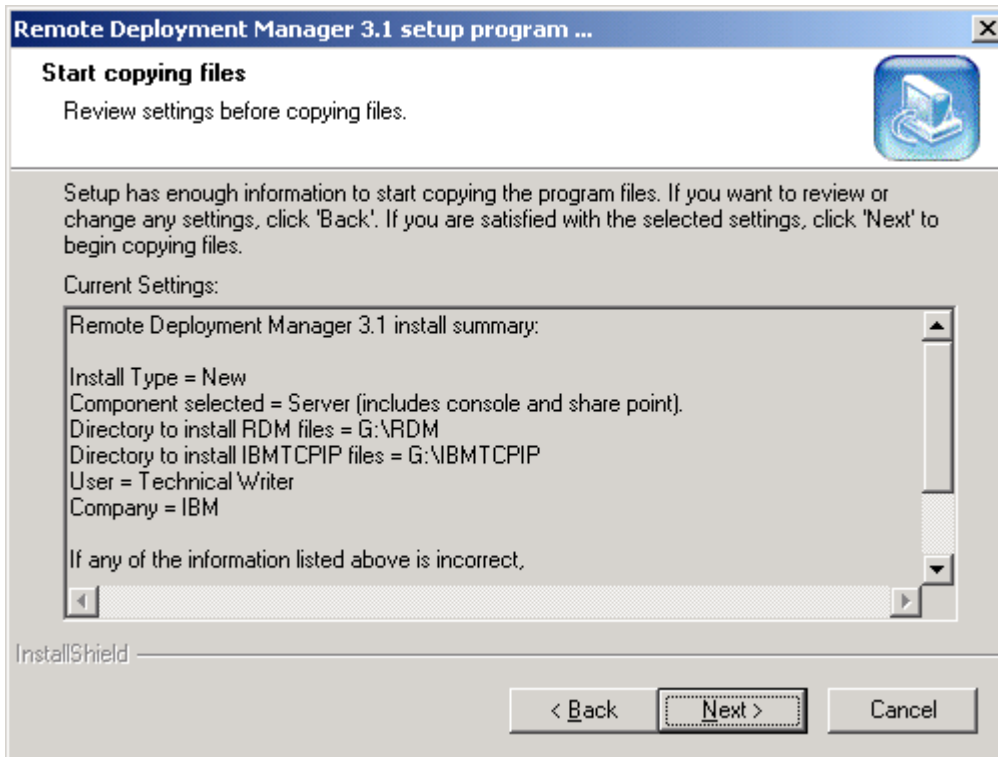 Remote Deployment Manager 3.1 setup program ...
Start copying files
Review settings before copying files.
Setup has enough information to start copying the program files. If you want to review or
change any settings, click 'Back'. If you are satisfied with the selected settings, click 'Next' to
begin copying files.
Current Settings:
Remote Deployment Manager 3.1 install summary:
Install Type = New
Component selected = Server (includes console and share point).
Directory to install RDM files = G:\RDM
Directory to install IBMTCPIP files = G:\IBMTCPIP
User = Technical Writer
Company = IBM
If any of the information listed above is incorrect,
InstallShield
< Back Next > Cancel